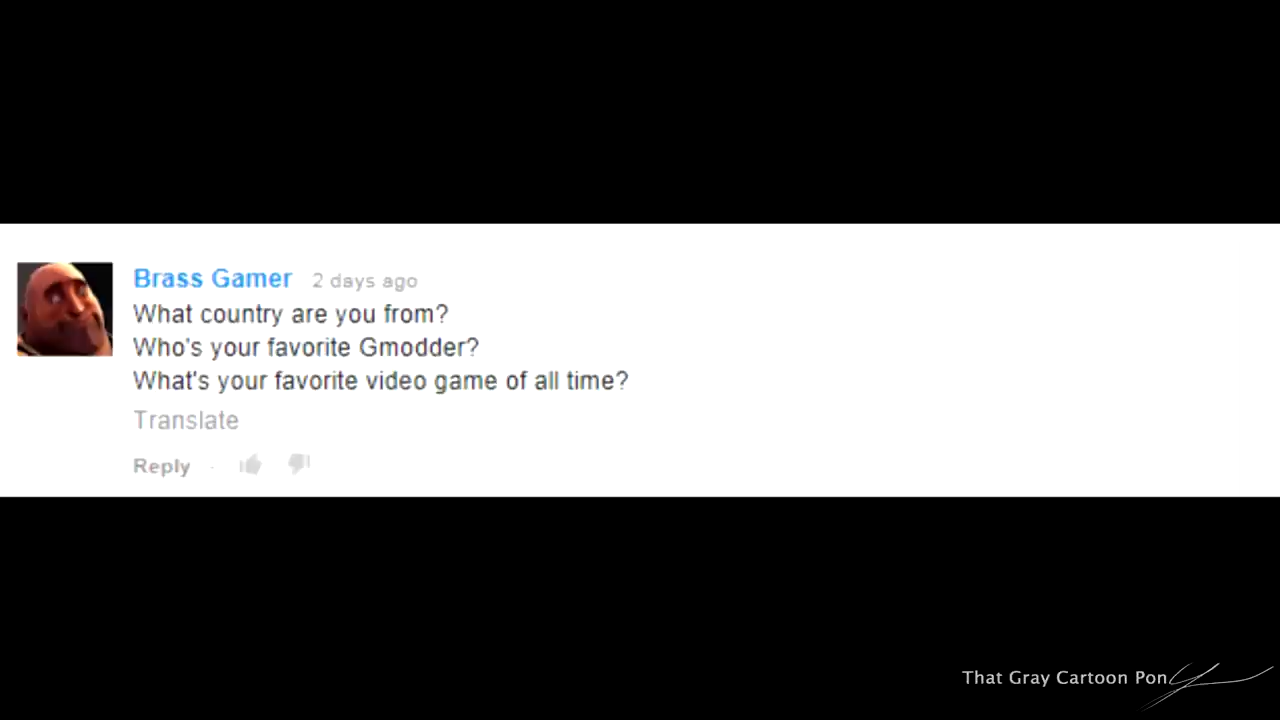 Brass Gamer 2 days ago
What country are you from?
Who's your favorite Gmodder?
What's your favorite video game of all time?
Translate
Reply ·
That Gray Cartoon Pony